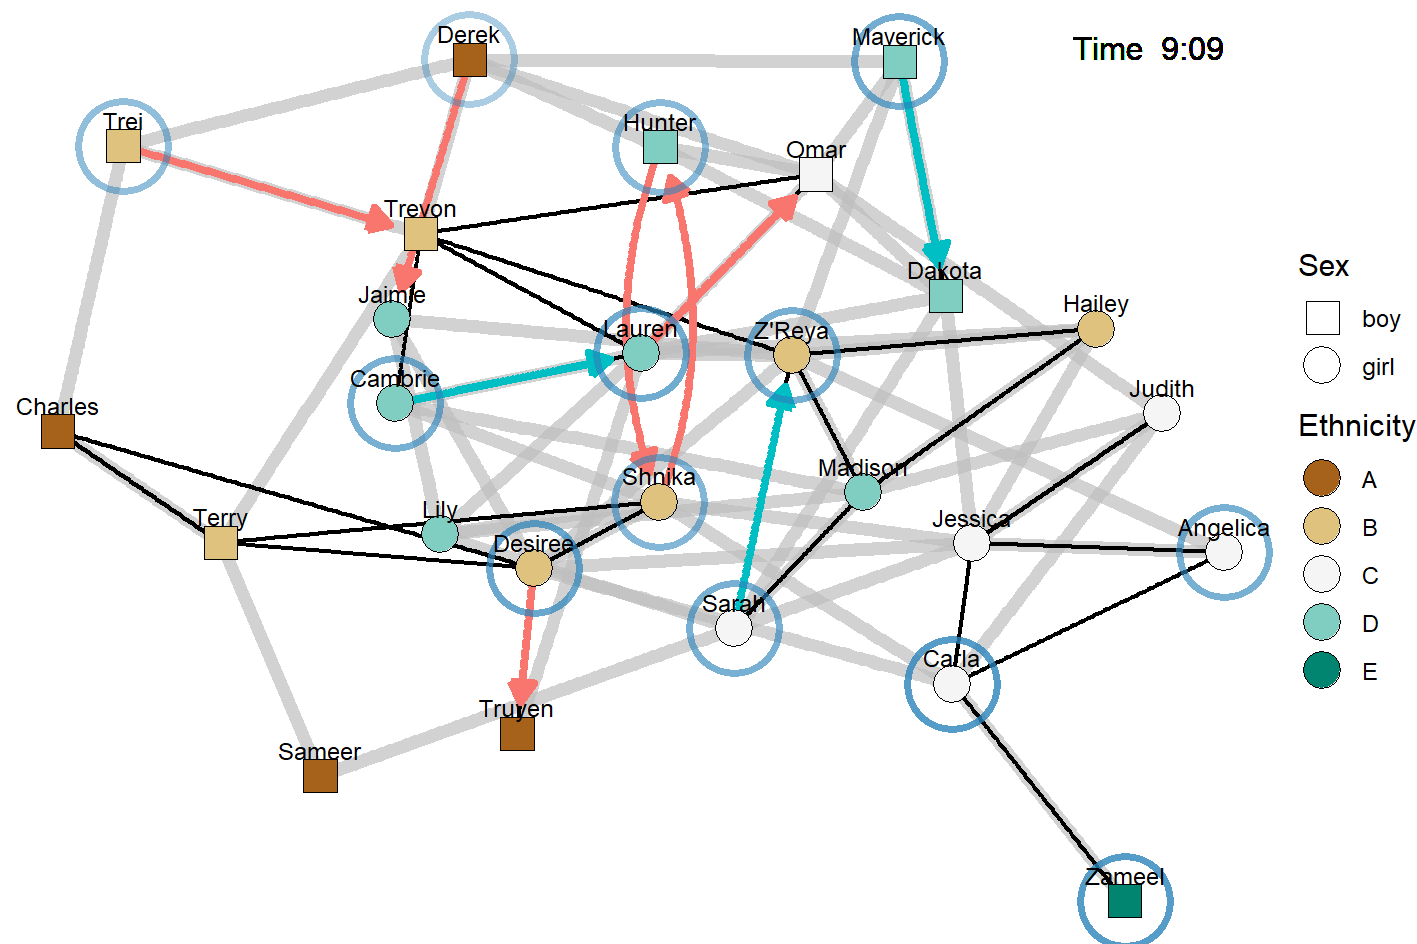 Derek
Maverick
Time 9:09
Trei
Hunter
Omar
Trevon
Dakota
Jaimie
Hailey
Lauren
Z'Reya
Cambrie
Judith
Charles
Madison
Shnika
Lily
Terry
Jessica
Angelica
Desiree
Sarah
Carla
Truyen
Sameer
Zameel
Sex
boy
girl
Ethnicity
A
B
C
D
E